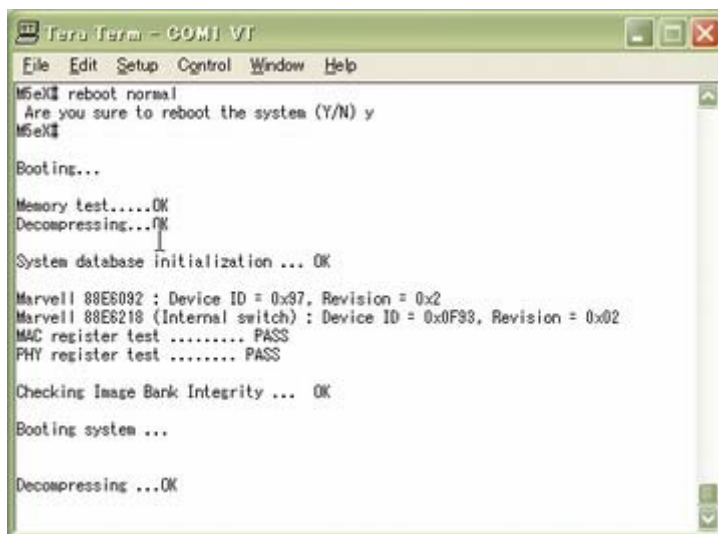 Tera Term - COM1 VT
File Edit Setup Control Window Help
M5eX# reboot normal
Are you sure to reboot the system (Y/N) y
M5eX#
Booting...
Memory test.....OK
Decompressing...OK
System database initialization ... OK
Marvell 88E6092 : Device ID = 0x97, Revision = 0x2
Marvell 88E6218 (Internal switch) : Device ID = 0x0F93, Revision = 0x02
MAC register test ......... PASS
PHY register test ........ PASS
Checking Image Bank Integrity ... OK
Booting system ...
Decompressing ...OK